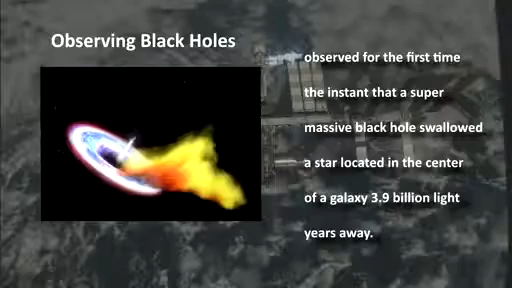 Observing Black Holes
observed for the first time
the instant that a super
massive black hole swallowed
a star located in the center
of a galaxy 3.9 billion light
years away.